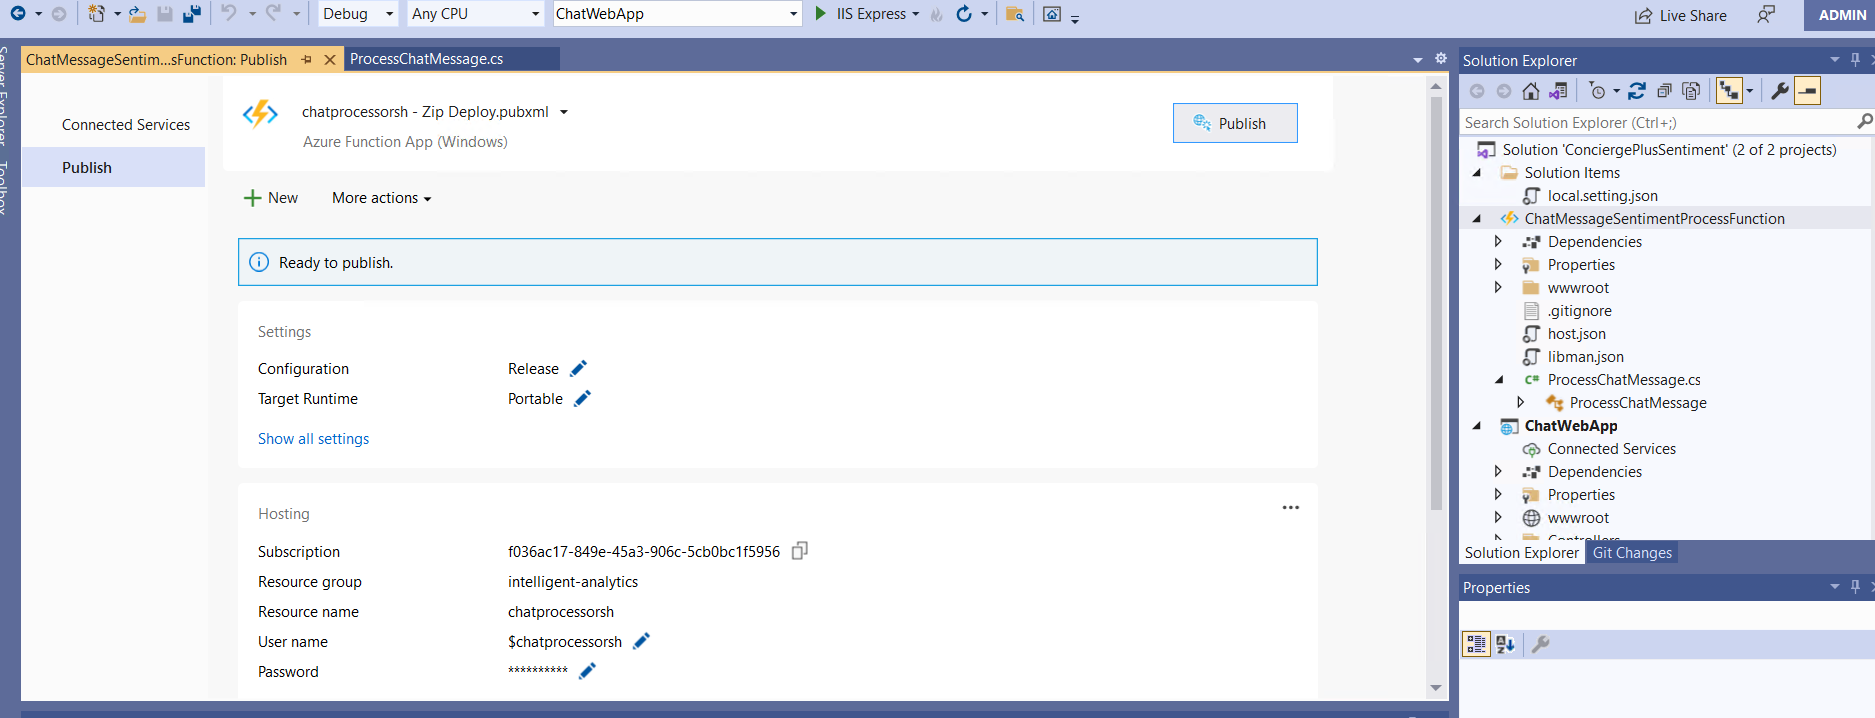 Debug
Any CPU
ChatWebApp
IIS Express
Live Share
ADMIN
Server Explorer
Toolbox
ChatMessageSentim...sFunction: Publish
ProcessChatMessage.cs
Connected Services
Publish
chatprocessorsh - Zip Deploy.pubxml
Azure Function App (Windows)
Publish
New
More actions
Ready to publish.
Settings
Configuration
Release
Target Runtime
Portable
Show all settings
Hosting
Subscription
f036ac17-849e-45a3-906c-5cb0bc1f5956
Resource group
intelligent-analytics
Resource name
chatprocessorsh
User name
$chatprocessorsh
Password
**********
Solution Explorer
Search Solution Explorer (Ctrl+;)
Solution 'ConciergePlusSentiment' (2 of 2 projects)
Solution Items
local.setting.json
ChatMessageSentimentProcessFunction
Dependencies
Properties
wwwroot
.gitignore
host.json
libman.json
C# ProcessChatMessage.cs
ProcessChatMessage
ChatWebApp
Connected Services
Dependencies
Properties
wwwroot
Controllers
Solution Explorer
Git Changes
Properties